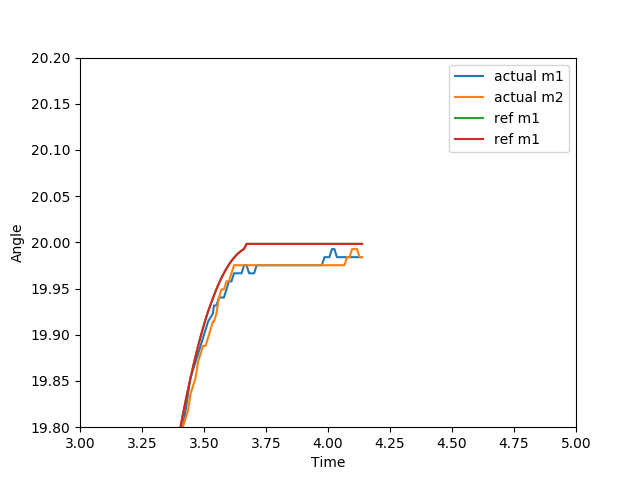 20.20
20.15
20.10
20.05
20.00
19.95
19.90
19.85
19.80
Angle
3.00 3.25 3.50 3.75 4.00 4.25 4.50 4.75 5.00
Time
actual m1
actual m2
ref m1
ref m1